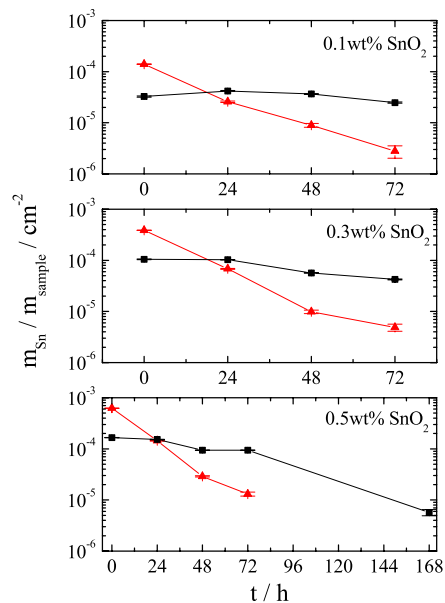 0.1wt% SnO2
10^-3
10^-4
10^-5
10^-6
0 24 48 72
0.3wt% SnO2
10^-3
10^-4
10^-5
10^-6
0 24 48 72
0.5wt% SnO2
10^-3
10^-4
10^-5
10^-6
0 24 48 72 96 120 144 168
t / h
m_Sn / m_sample / cm^-2